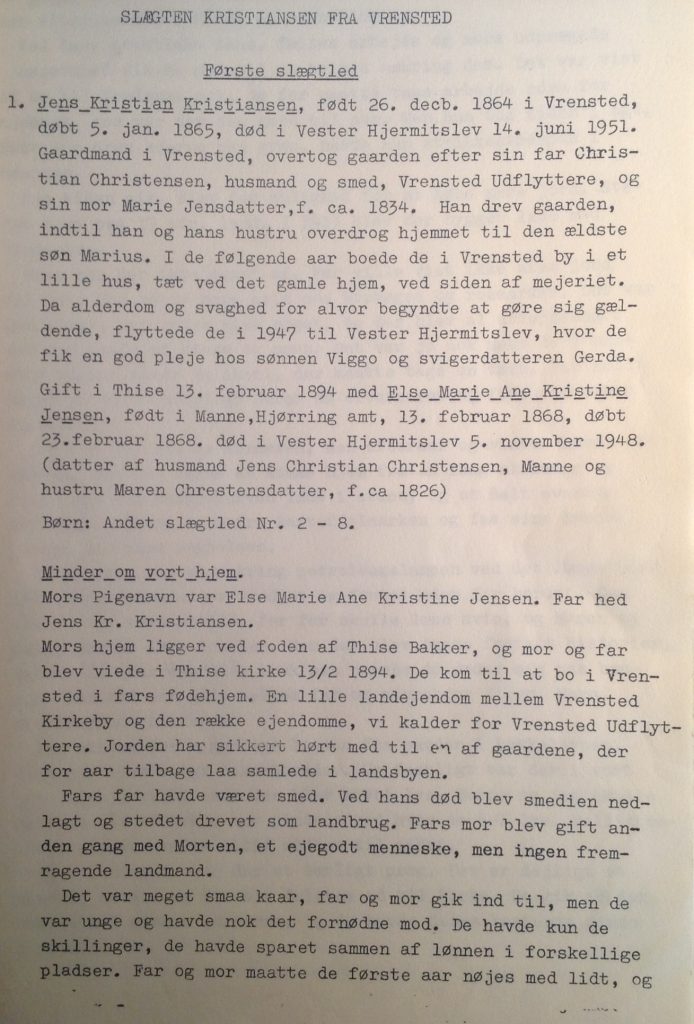 SLÆGTEN KRISTIANSEN FRA VRENSTED
Første slægtled
1. Jens Kristian Kristiansen, født 26. decb. 1864 i Vrensted,
døbt 5. jan. 1865, død i Vester Hjermitslev 14. juni 1951.
Gaardmand i Vrensted, overtog gaarden efter sin far Chris-
tian Christensen, husmand og smed, Vrensted Udflyttere, og
sin mor Marie Jensdatter,f. ca. 1834. Han drev gaarden,
indtil han og hans hustru overdrog hjemmet til den ældste
søn Marius. I de følgende aar boede de i Vrensted by i et
lille hus, tæt ved det gamle hjem, ved siden af mejeriet.
Da alderdom og svaghed for alvor begyndte at gøre sig gæl-
dende, flyttede de i 1947 til Vester Hjermitslev, hvor de
fik en god pleje hos sønnen Viggo og svigerdatteren Gerda.
Gift i Thise 13. februar 1894 med Else Marie Ane Kristine
Jensen, født i Manne,Hjørring amt, 13. februar 1868, døbt
23.februar 1868. død i Vester Hjermitslev 5. november 1948.
(datter af husmand Jens Christian Christensen, Manne og
hustru Maren Chrestensdatter, f.ca 1826)
Børn: Andet slægtled Nr. 2 - 8.
Minder om vort hjem.
Mors Pigenavn var Else Marie Ane Kristine Jensen. Far hed
Jens Kr. Kristiansen.
Mors hjem ligger ved foden af Thise Bakker, og mor og far
blev viede i Thise kirke 13/2 1894. De kom til at bo i Vren-
sted i fars fødehjem. En lille landejendom mellem Vrensted
Kirkeby og den række ejendomme, vi kalder for Vrensted Udflyt-
tere. Jorden har sikkert hørt med til en af gaardene, der
for aar tilbage laa samlede i landsbyen.
Fars far havde været smed. Ved hans død blev smedien ned-
lagt og stedet drevet som landbrug. Fars mor blev gift an-
den gang med Morten, et ejegodt menneske, men ingen frem-
ragende landmand.
Det var meget smaa kaar, far og mor gik ind til, men de
var unge og havde nok det fornødne mod. De havde kun de
skillinger, de havde sparet sammen af lønnen i forskellige
pladser. Far og mor maatte de første aar nøjes med lidt, og